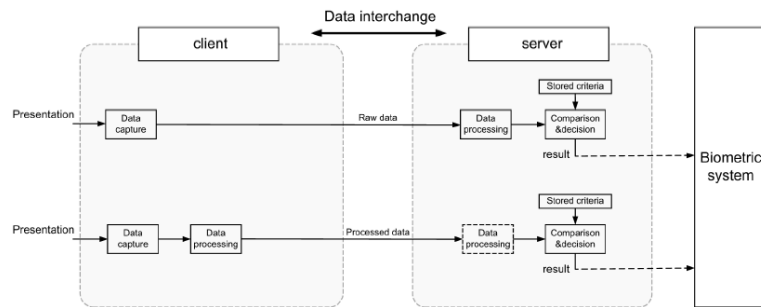 Data interchange
client
server
Stored criteria
Presentation
Data
capture
Raw data
Data
processing
Comparison
&decision
result
Biometric
system
Stored criteria
Presentation
Data
capture
Data
processing
Processed data
Data
processing
Comparison
&decision
result